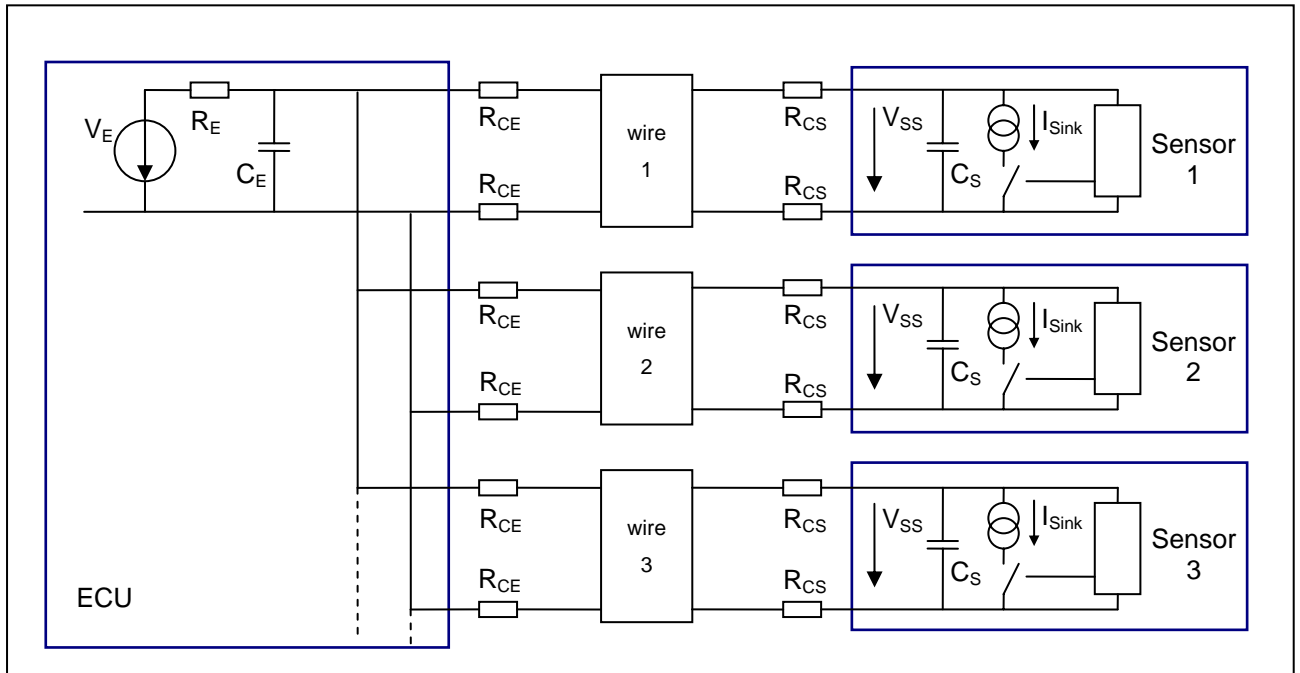 V_E
R_E
C_E
R_CE
R_CE
wire
1
R_CS
R_CS
V_SS
C_S
I_Sink
Sensor
1
R_CE
R_CE
wire
2
R_CS
R_CS
V_SS
C_S
I_Sink
Sensor
2
R_CE
R_CE
wire
3
R_CS
R_CS
V_SS
C_S
I_Sink
Sensor
3
ECU